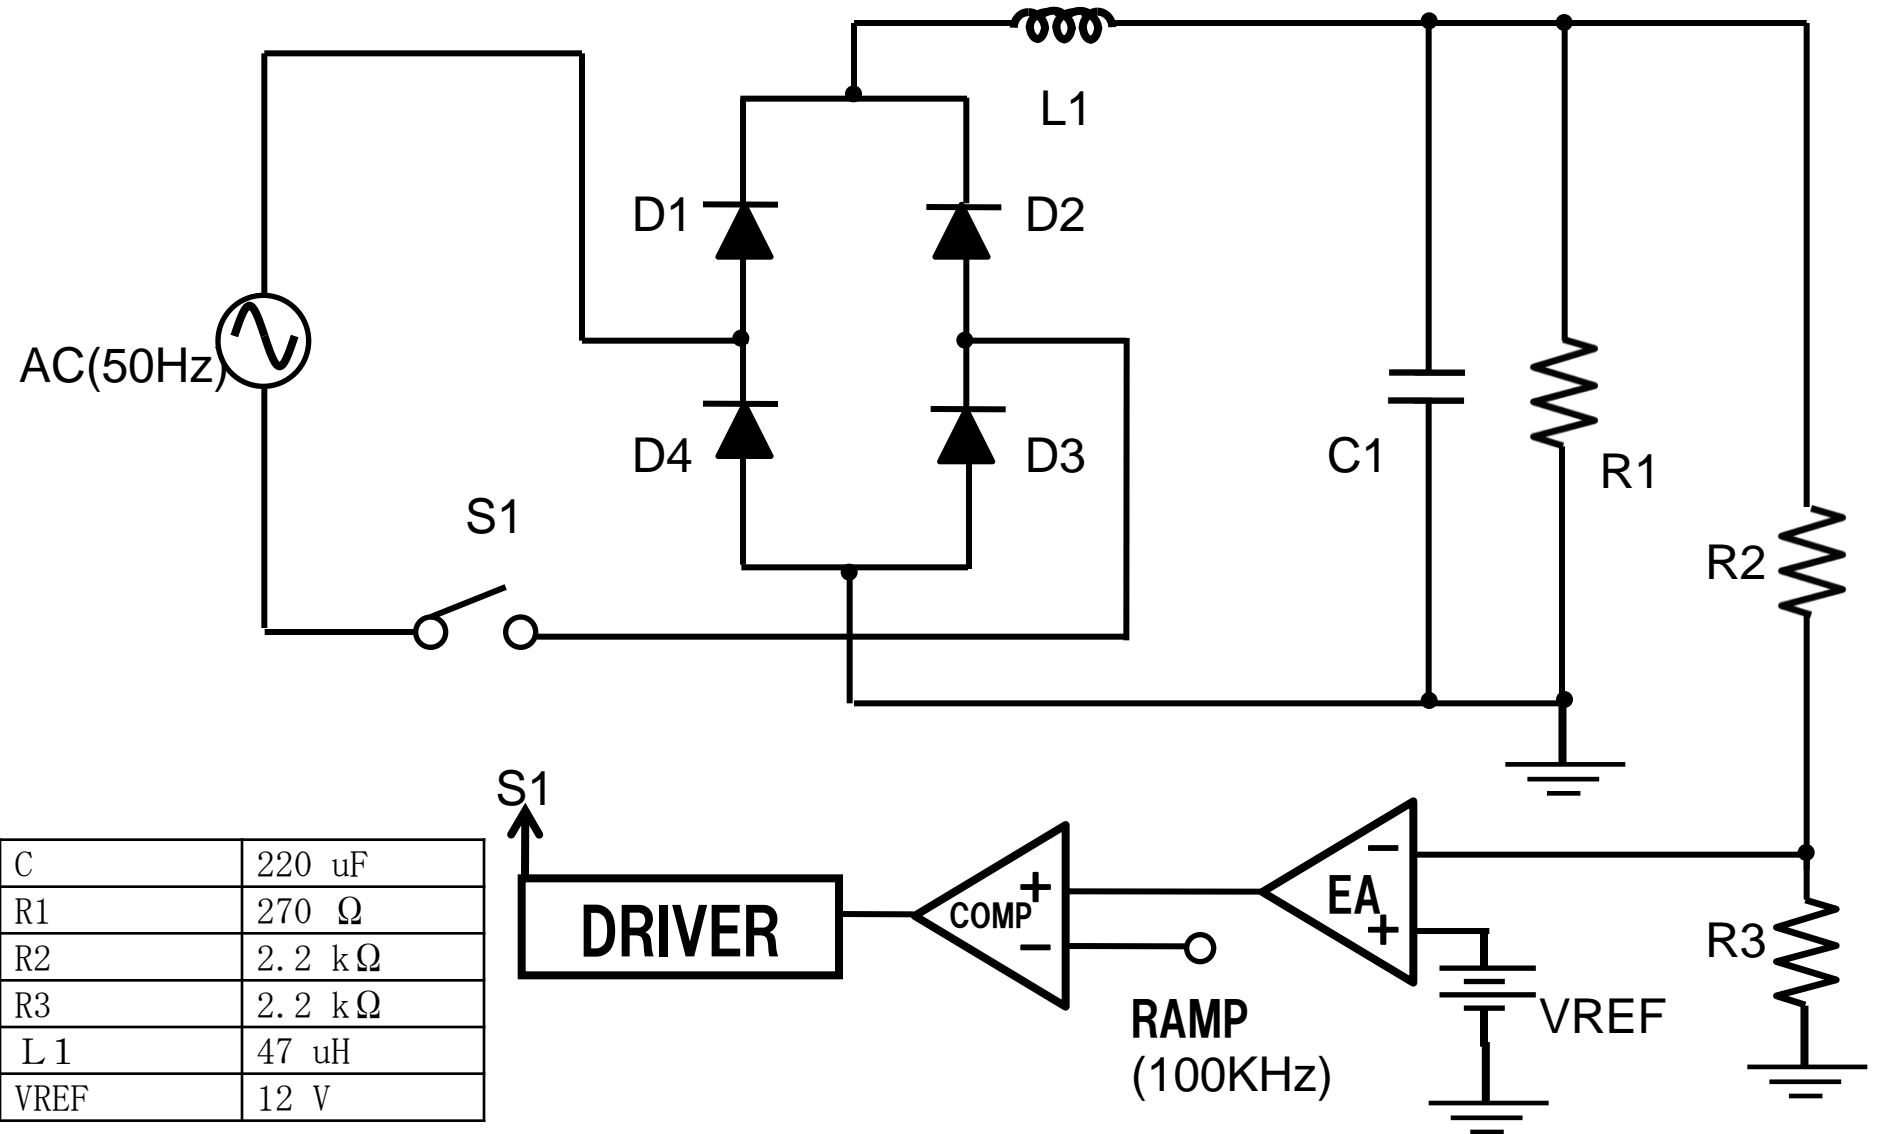 L1
D1
D2
AC(50Hz)
D4
D3
C1
R1
S1
R2
S1
DRIVER
COMP
+
−
EA
−
+
R3
RAMP
(100KHz)
VREF
C 220 uF
R1 270 Ω
R2 2.2 kΩ
R3 2.2 kΩ
L1 47 uH
VREF 12 V